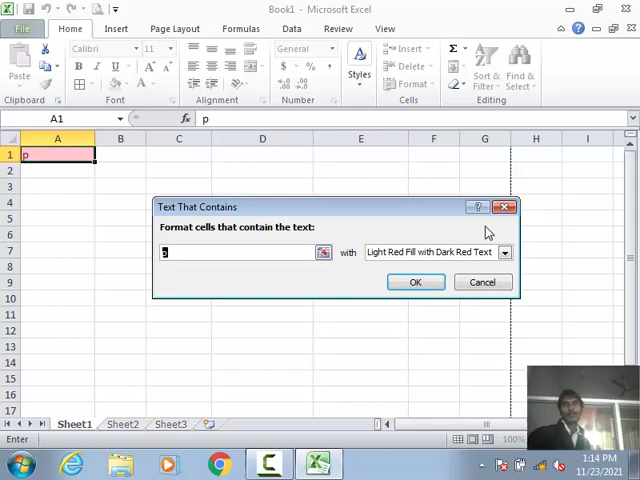 Book1 - Microsoft Excel
File Home Insert Page Layout Formulas Data Review View
Paste Calibri 11 General Styles Insert Sort & Filter Find & Select
Delete
B I U A A $ % , Format
Clipboard Font Alignment Number Cells Editing
A1 fx p
A B C D E F G H I
1 p
2
3
4
5
6
7
8
9
10
11
12
13
14
15
16
17
Text That Contains
Format cells that contain the text:
p with Light Red Fill with Dark Red Text
OK Cancel
Sheet1 Sheet2 Sheet3
Enter 100%
1:14 PM
11/23/2021